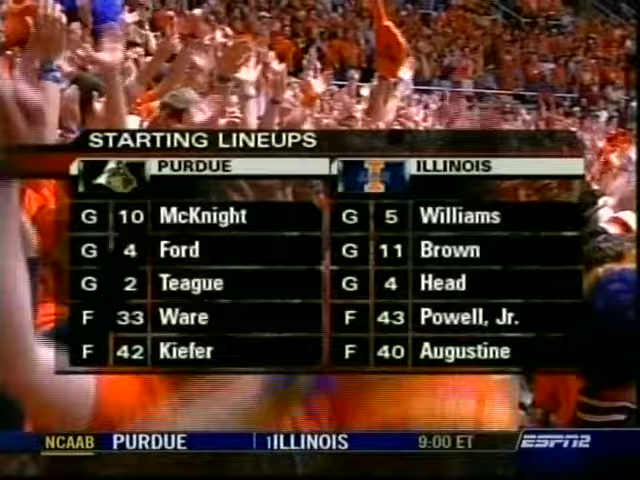 STARTING LINEUPS
PURDUE ILLINOIS
G 10 McKnight G 5 Williams
G 4 Ford G 11 Brown
G 2 Teague G 4 Head
F 33 Ware F 43 Powell, Jr.
F 42 Kiefer F 40 Augustine
NCAAB PURDUE 1 ILLINOIS 9:00 ET ESPN2